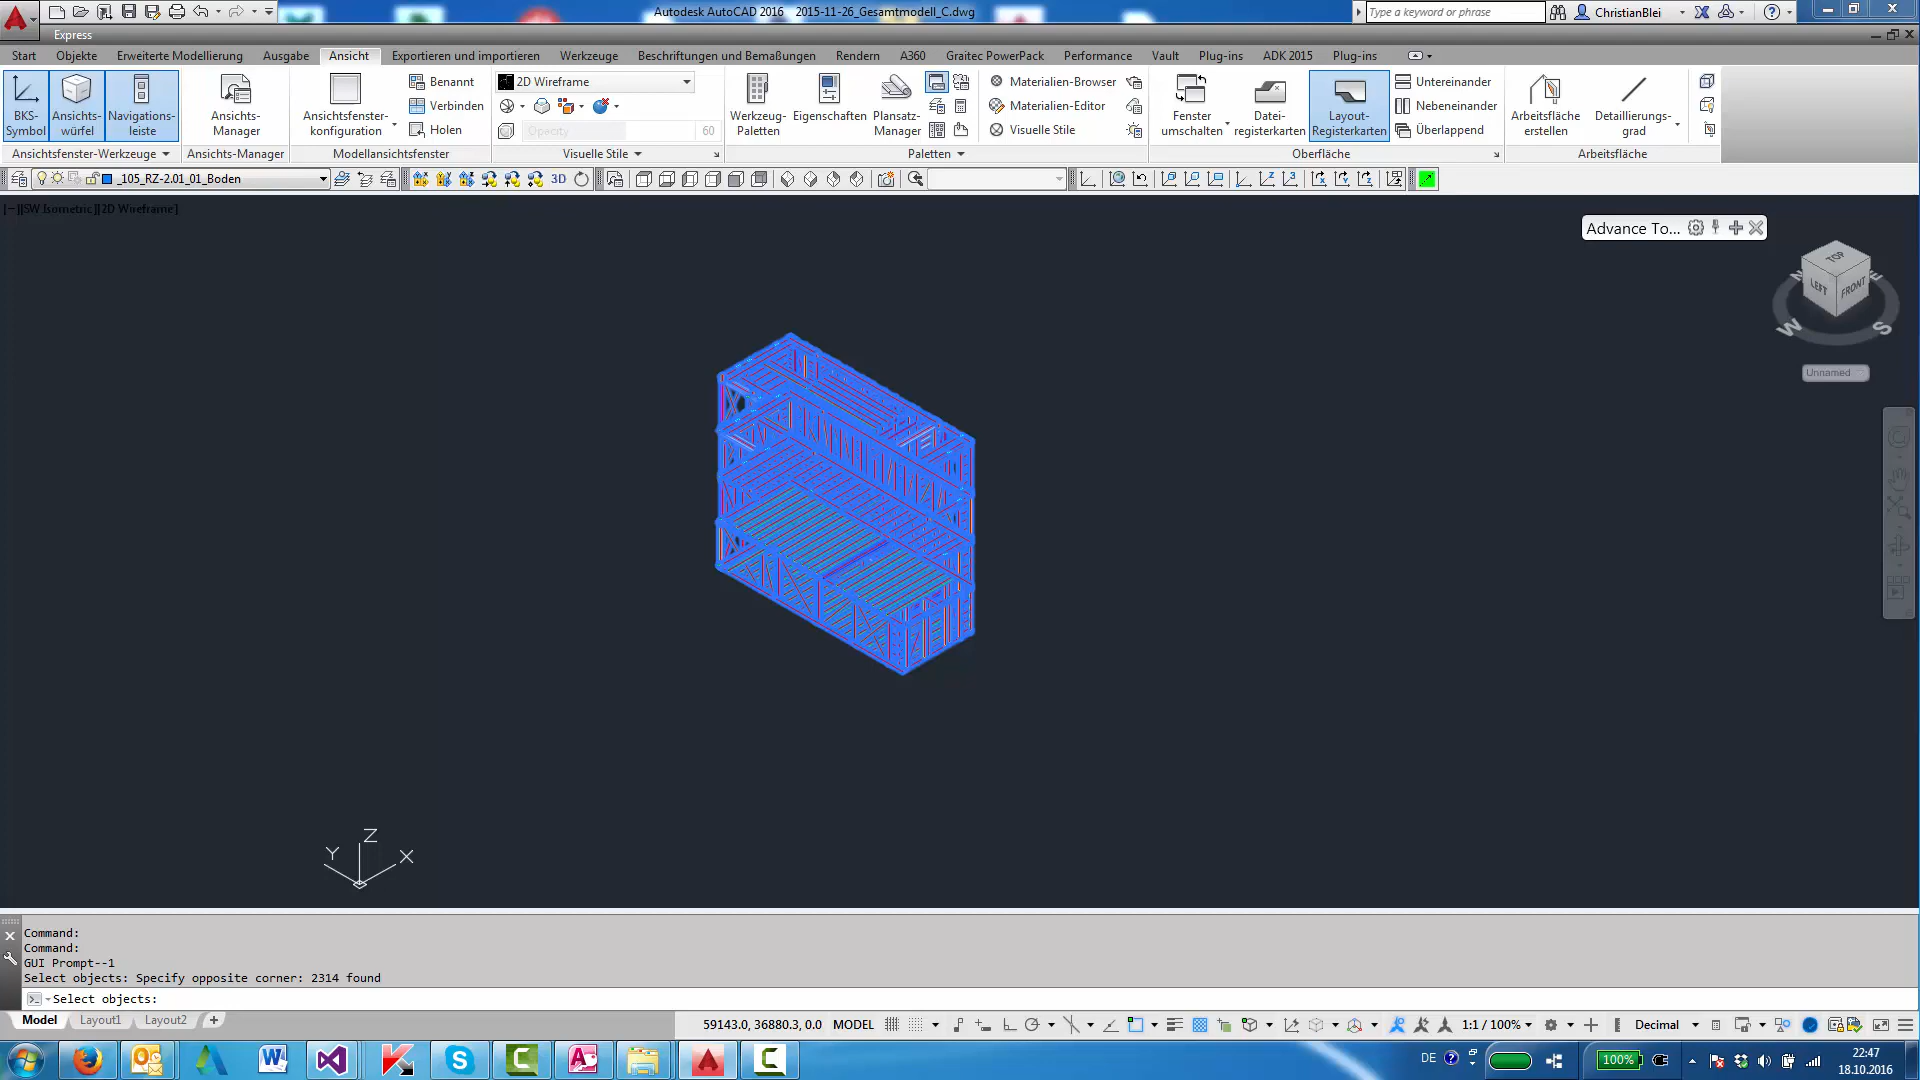 Autodesk AutoCAD 2016 2015-11-26_Gesamtmodell_C.dwg
Type a keyword or phrase
ChristianBlei
Express
Start Objekte Erweiterte Modellierung Ausgabe Ansicht Exportieren und importieren Werkzeuge Beschriftungen und Bemaßungen Rendern A360 Graitec PowerPack Performance Vault Plug-ins ADK 2015 Plug-ins
BKS-Symbol
Ansichts-würfel
Navigations-leiste
Ansichts-Manager
Ansichtsfenster-konfiguration
Benannt
Verbinden
Holen
2D Wireframe
Opacity 60
Werkzeug-Paletten
Eigenschaften
Plansatz-Manager
Materialien-Browser
Materialien-Editor
Visuelle Stile
Fenster umschalten
Datei-registerkarten
Layout-Registerkarten
Untereinander
Nebeneinander
Überlappend
Arbeitsfläche erstellen
Detaillierungs-grad
Ansichtsfenster-Werkzeuge Ansichts-Manager Modellansichtsfenster Visuelle Stile Paletten Oberfläche Arbeitsfläche
_105_RZ-2.01_01_Boden
3D
[−][SW Isometric][2D Wireframe]
Advance To...
TOP
LEFT FRONT
N E
W S
Unnamed
Z
Y X
Command:
Command:
GUI Prompt--1
Select objects: Specify opposite corner: 2314 found
Select objects:
Model Layout1 Layout2 +
59143.0, 36880.3, 0.0 MODEL 1:1 / 100% Decimal
DE 100% 22:47
18.10.2016